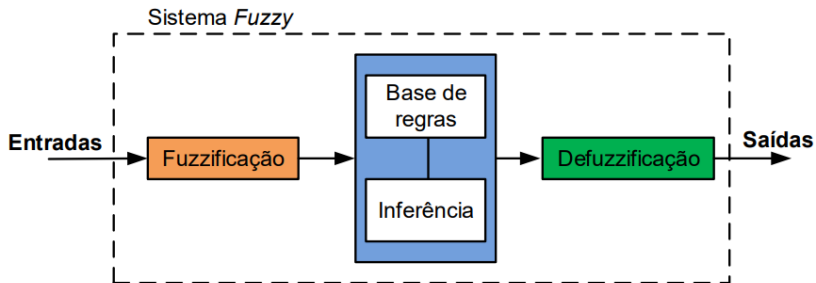 Sistema Fuzzy
Entradas
Fuzzificação
Base de
regras
Inferência
Defuzzificação
Saídas